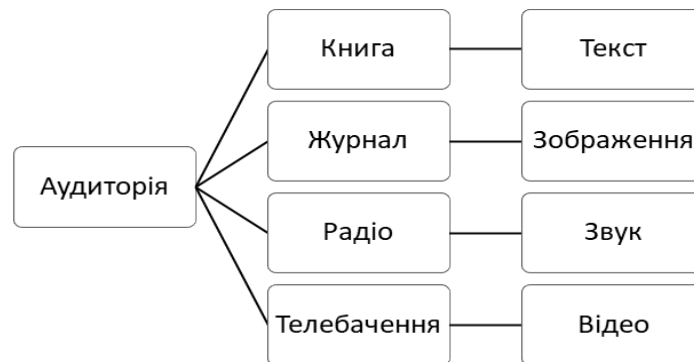 Аудиторія
Книга
Текст
Журнал
Зображення
Радіо
Звук
Телебачення
Відео